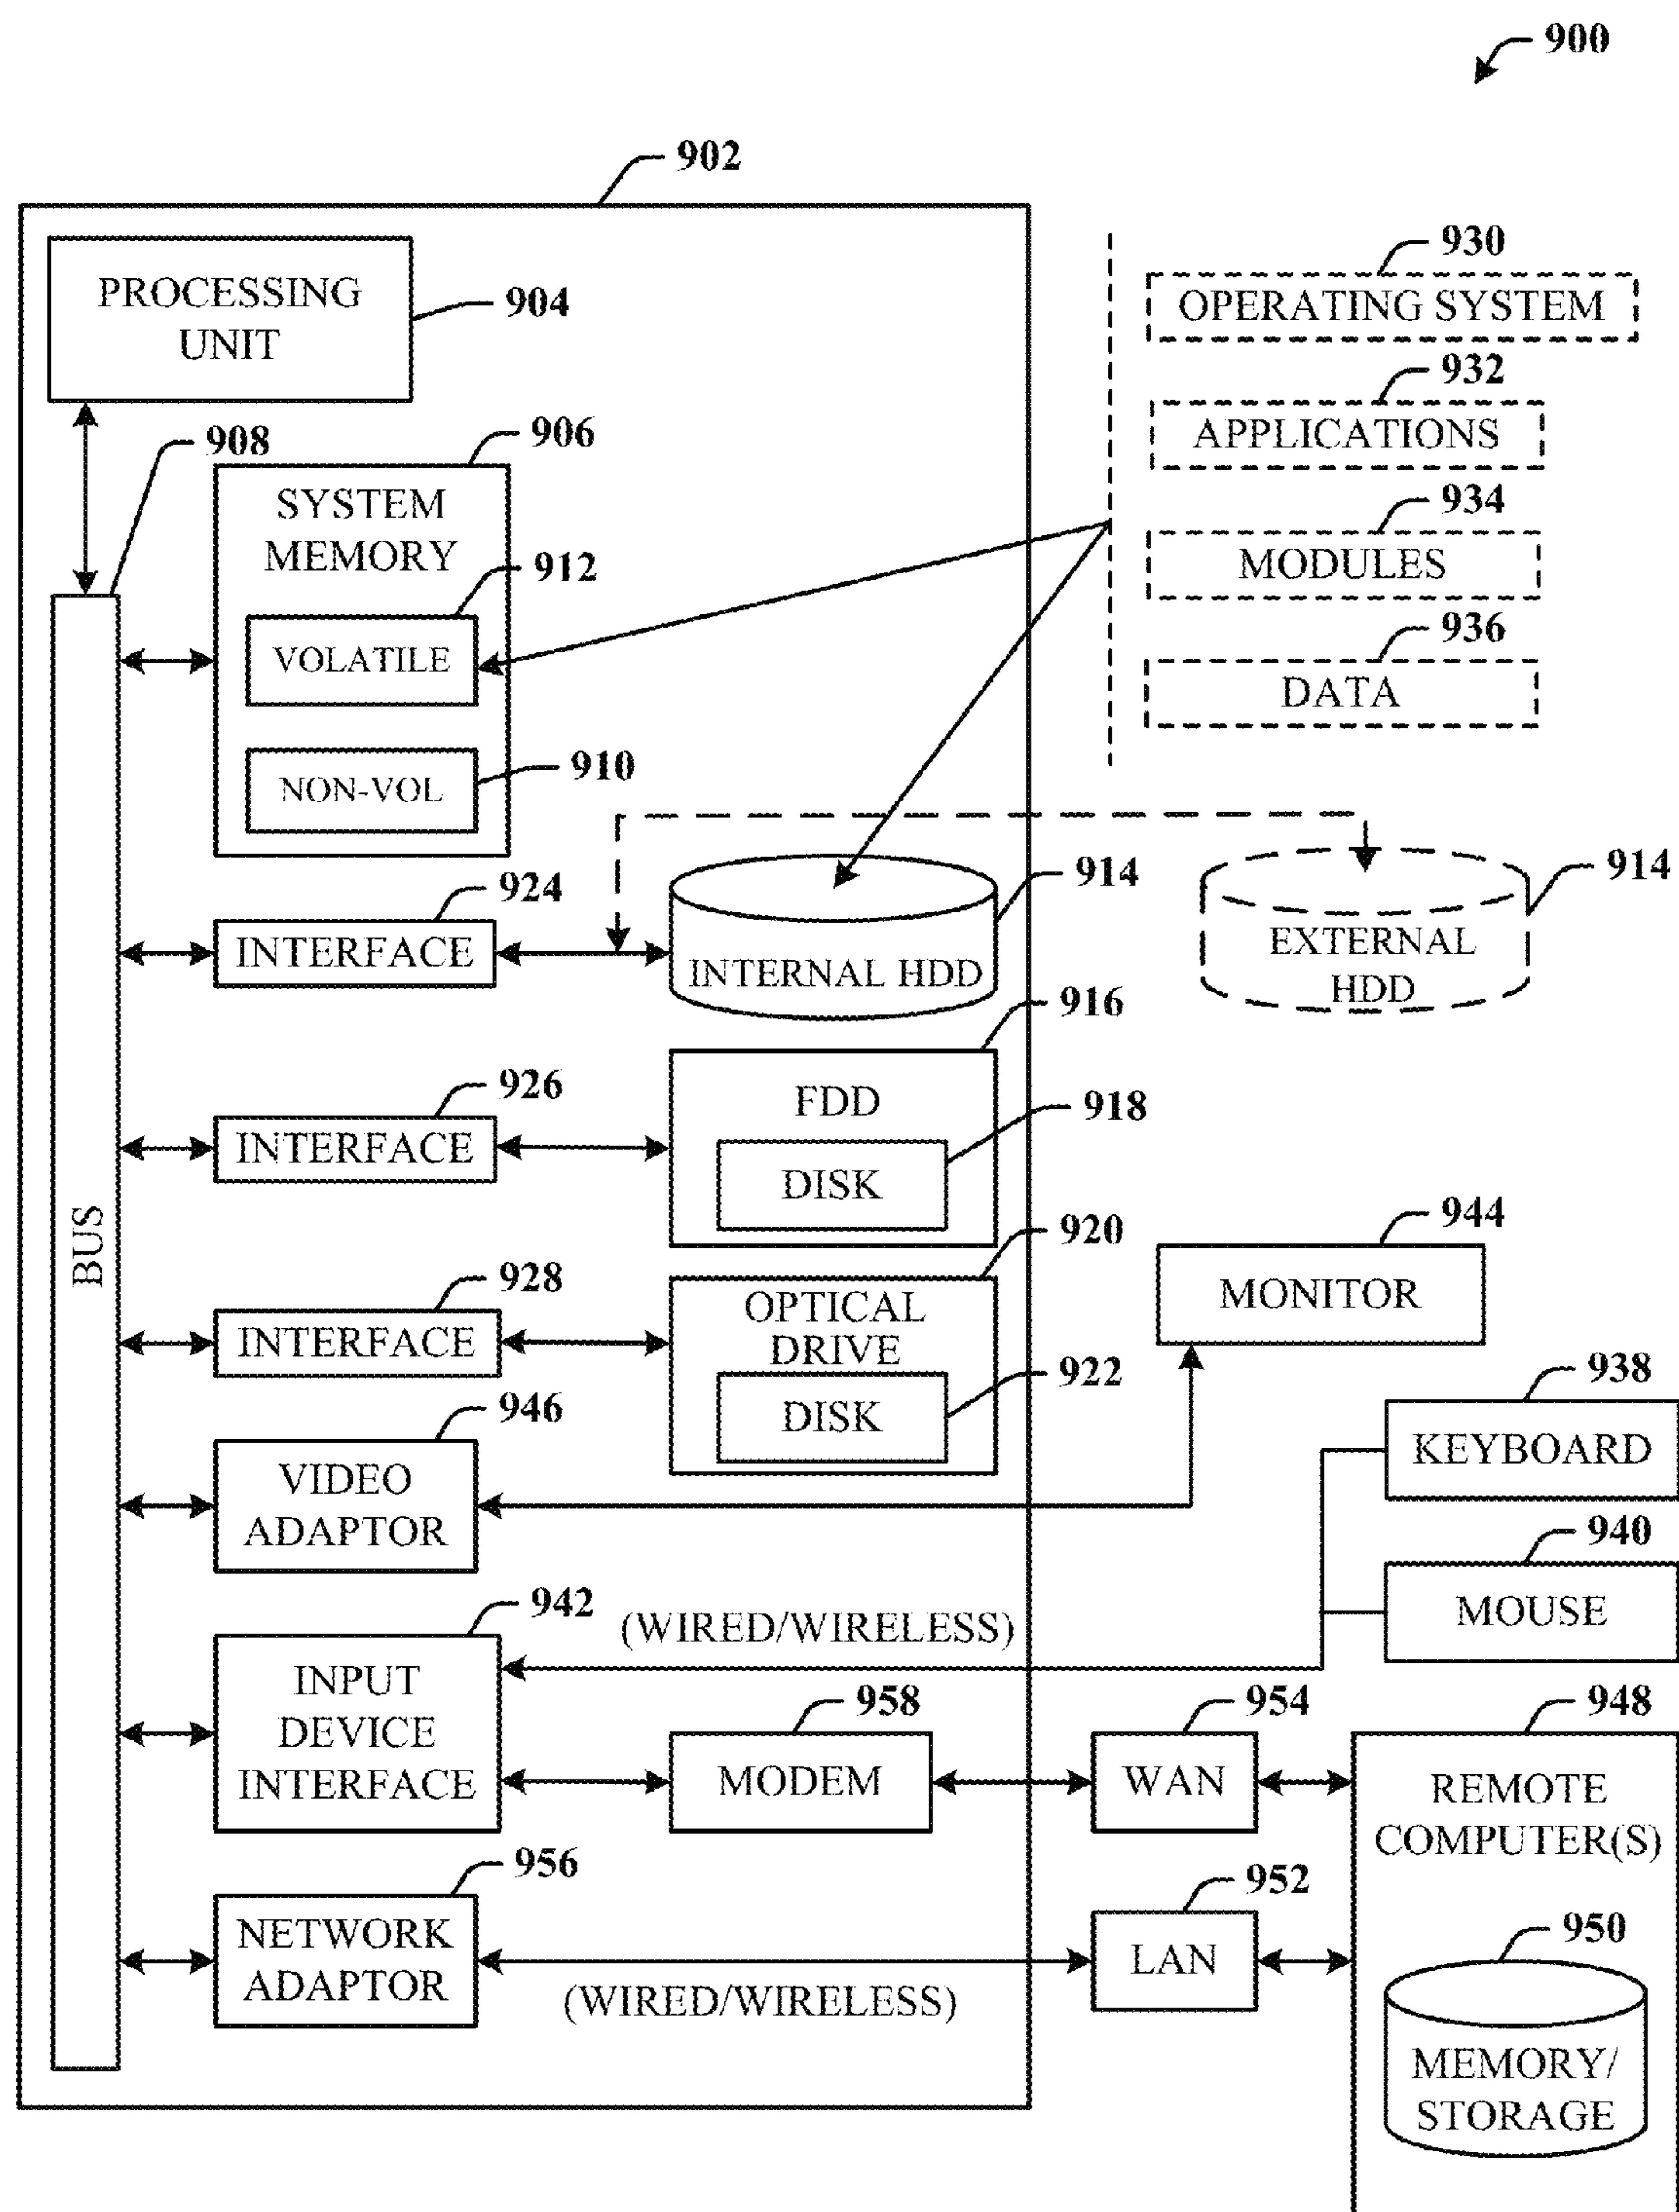 900
902
PROCESSING
UNIT
904
930
OPERATING SYSTEM
932
APPLICATIONS
934
MODULES
936
DATA
908
906
SYSTEM
MEMORY
912
VOLATILE
910
NON-VOL
924
INTERFACE
914
INTERNAL HDD
914
EXTERNAL
HDD
916
FDD
918
DISK
926
INTERFACE
BUS
928
INTERFACE
920
OPTICAL
DRIVE
922
DISK
944
MONITOR
946
VIDEO
ADAPTOR
938
KEYBOARD
940
MOUSE
942
INPUT
DEVICE
INTERFACE
(WIRED/WIRELESS)
958
MODEM
954
WAN
948
REMOTE
COMPUTER(S)
956
NETWORK
ADAPTOR
(WIRED/WIRELESS)
952
LAN
950
MEMORY/
STORAGE